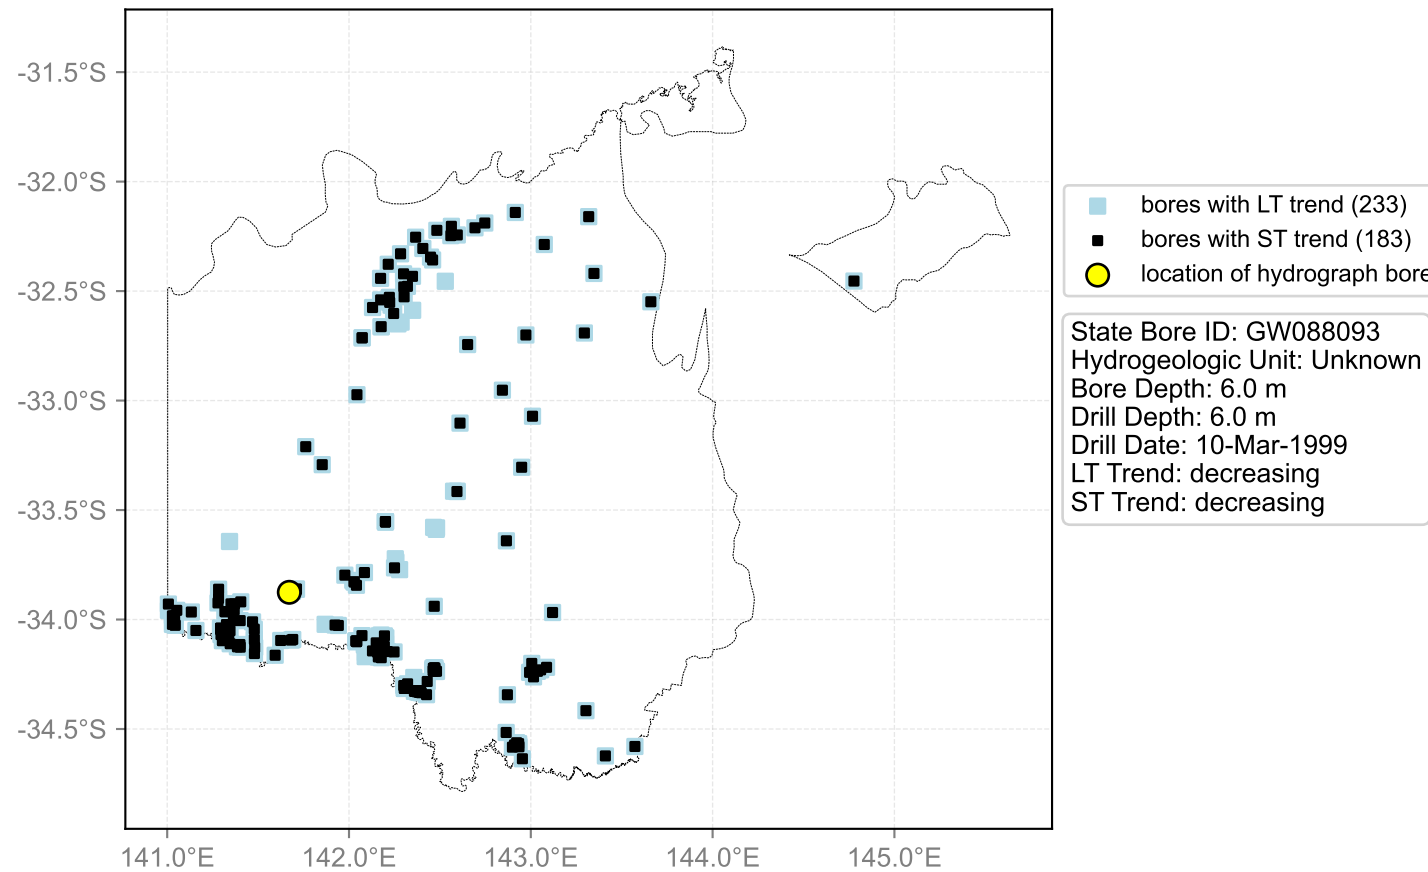 -31.5°S
-32.0°S
-32.5°S
-33.0°S
-33.5°S
-34.0°S
-34.5°S
141.0°E
142.0°E
143.0°E
144.0°E
145.0°E
bores with LT trend (233)
bores with ST trend (183)
location of hydrograph bore
State Bore ID: GW088093
Hydrogeologic Unit: Unknown
Bore Depth: 6.0 m
Drill Depth: 6.0 m
Drill Date: 10-Mar-1999
LT Trend: decreasing
ST Trend: decreasing